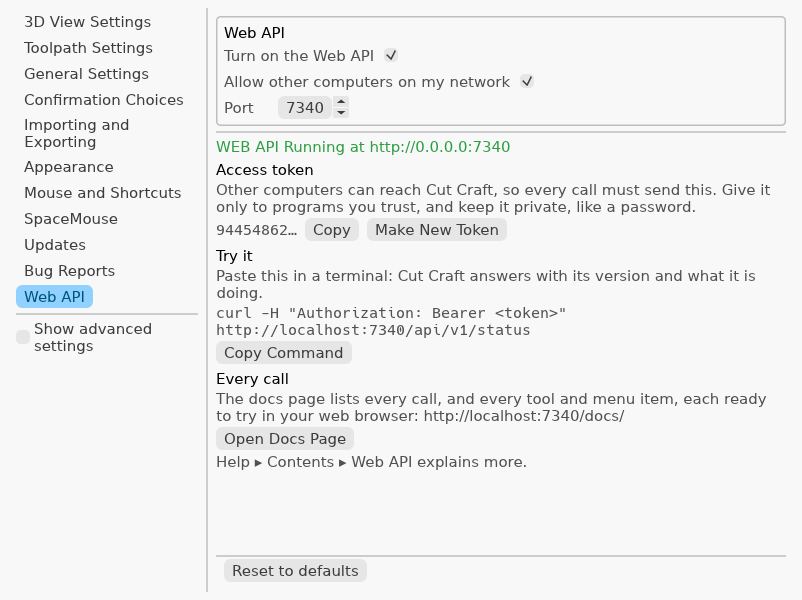 3D View Settings
Toolpath Settings
General Settings
Confirmation Choices
Importing and
Exporting
Appearance
Mouse and Shortcuts
SpaceMouse
Updates
Bug Reports
Web API
Show advanced
settings
Web API
Turn on the Web API
Allow other computers on my network
Port 7340
WEB API Running at http://0.0.0.0:7340
Access token
Other computers can reach Cut Craft, so every call must send this. Give it
only to programs you trust, and keep it private, like a password.
94454862… Copy Make New Token
Try it
Paste this in a terminal: Cut Craft answers with its version and what it is
doing.
curl -H "Authorization: Bearer <token>"
http://localhost:7340/api/v1/status
Copy Command
Every call
The docs page lists every call, and every tool and menu item, each ready
to try in your web browser: http://localhost:7340/docs/
Open Docs Page
Help ▸ Contents ▸ Web API explains more.
Reset to defaults